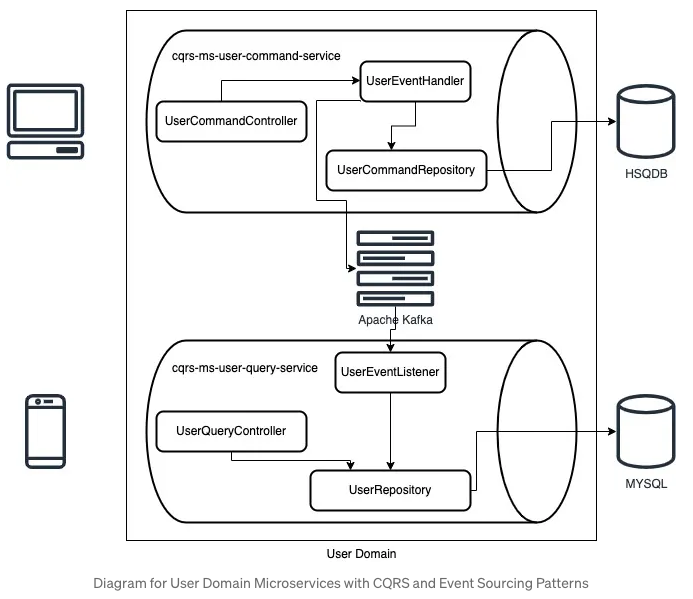 cqrs-ms-user-command-service
UserEventHandler
UserCommandController
UserCommandRepository
HSQDB
Apache Kafka
cqrs-ms-user-query-service
UserEventListener
UserQueryController
UserRepository
MYSQL
User Domain
Diagram for User Domain Microservices with CQRS and Event Sourcing Patterns